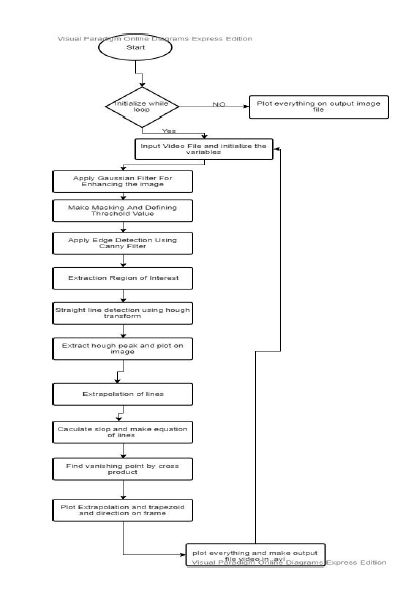 Visual Paradigm Online Diagrams Express Edition
Start
Initialize while
loop
NO
Plot everything on output image
file
Yes
Input Video File and initialize the
variables
Apply Gaussian Filter For
Enhancing the image
Make Masking And Defining
Threshold Value
Apply Edge Detection Using
Canny Filter
Extraction Region of Interest
Straight line detection using hough
transform
Extract hough peak and plot on
image
Extrapolation of lines
Caculate slop and make equation
of lines
Find vanishing point by cross
product
Plot Extrapolation and trapezoid
and direction on frame
plot everything and make output
file video.in .avi
Visual Paradigm Online Diagrams Express Edition